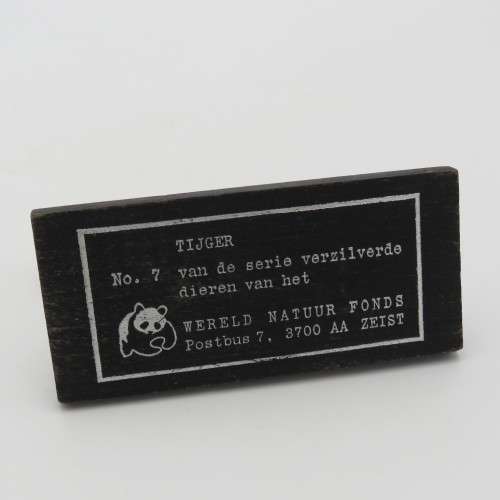 TIJGER
No. 7 van de serie verzilverde
dieren van het
WERELD NATUUR FONDS
Postbus 7, 3700 AA ZEIST